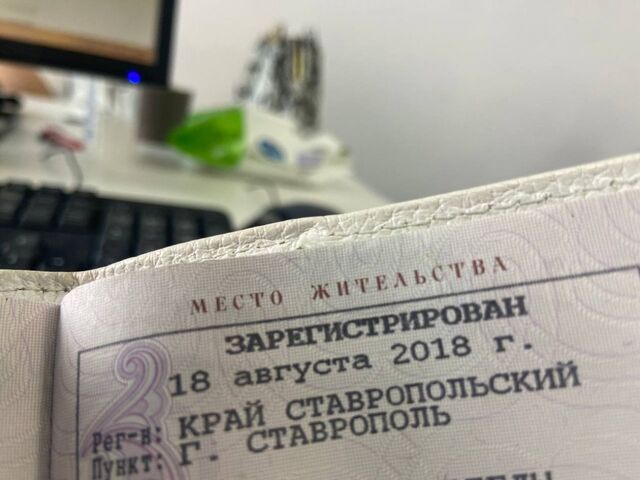 МЕСТО ЖИТЕЛЬСТВА
ЗАРЕГИСТРИРОВАН
18 августа 2018 г.
Рег-н: КРАЙ СТАВРОПОЛЬСКИЙ
Пункт: Г. СТАВРОПОЛЬ